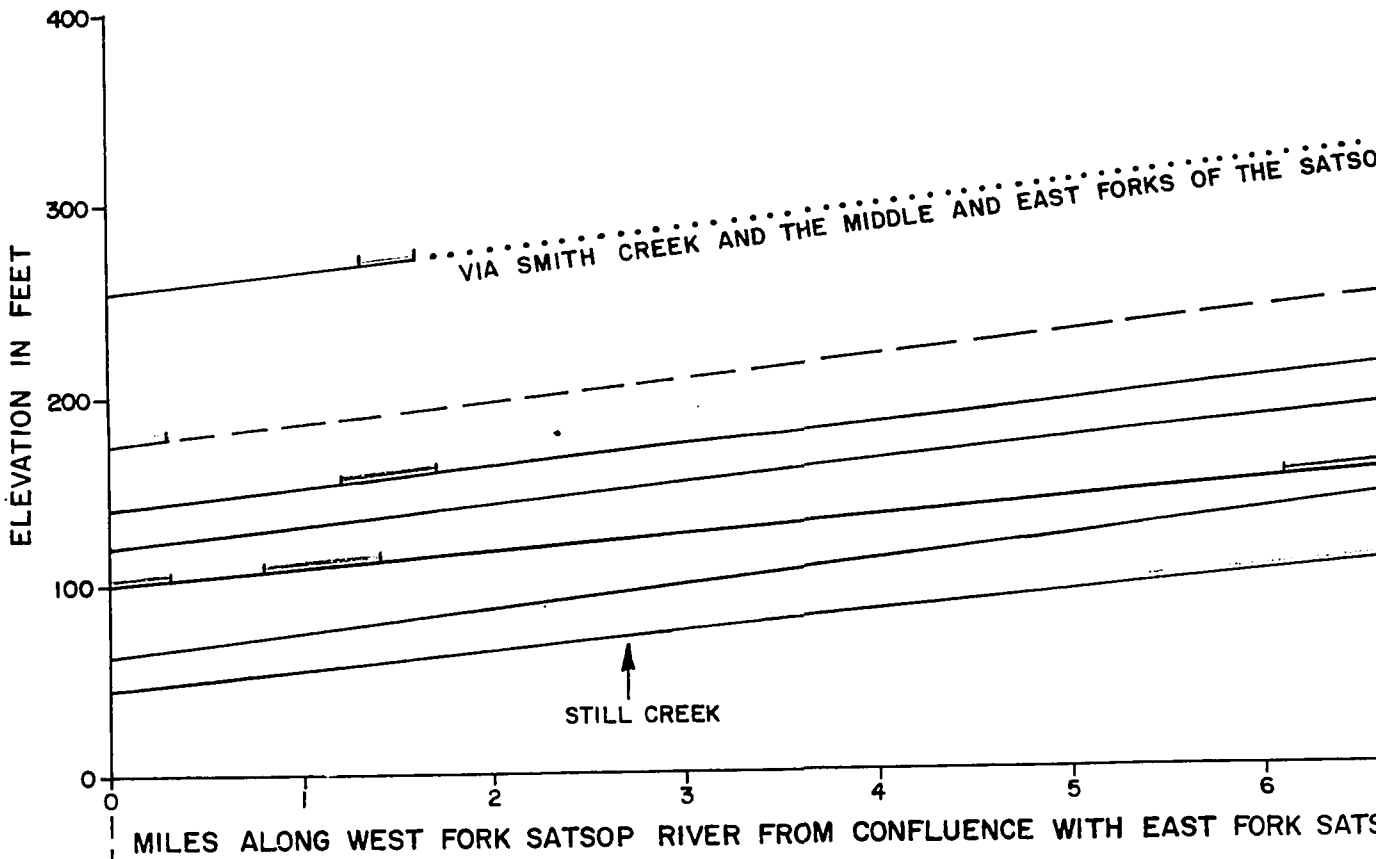 400
300
200
100
0
ELEVATION IN FEET
VIA SMITH CREEK AND THE MIDDLE AND EAST FORKS OF THE SATSO
STILL CREEK
0 1 2 3 4 5 6
MILES ALONG WEST FORK SATSOP RIVER FROM CONFLUENCE WITH EAST FORK SATS